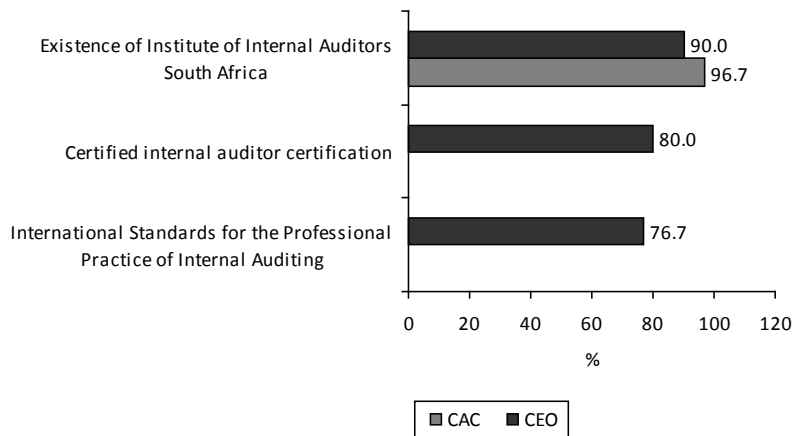 Existence of Institute of Internal Auditors
South Africa
90.0
96.7
Certified internal auditor certification
80.0
International Standards for the Professional
Practice of Internal Auditing
76.7
0 20 40 60 80 100 120
%
CAC CEO